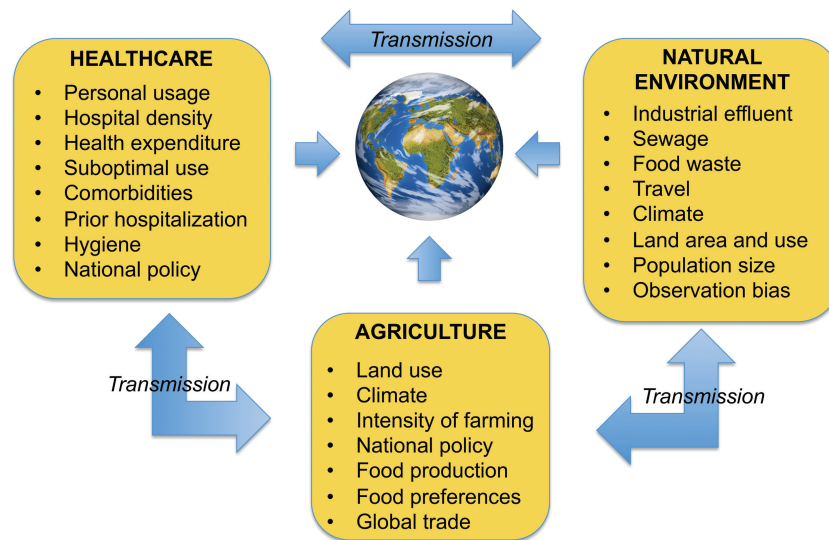 Transmission
HEALTHCARE
• Personal usage
• Hospital density
• Health expenditure
• Suboptimal use
• Comorbidities
• Prior hospitalization
• Hygiene
• National policy
NATURAL
ENVIRONMENT
• Industrial effluent
• Sewage
• Food waste
• Travel
• Climate
• Land area and use
• Population size
• Observation bias
AGRICULTURE
• Land use
• Climate
• Intensity of farming
• National policy
• Food production
• Food preferences
• Global trade
Transmission
Transmission